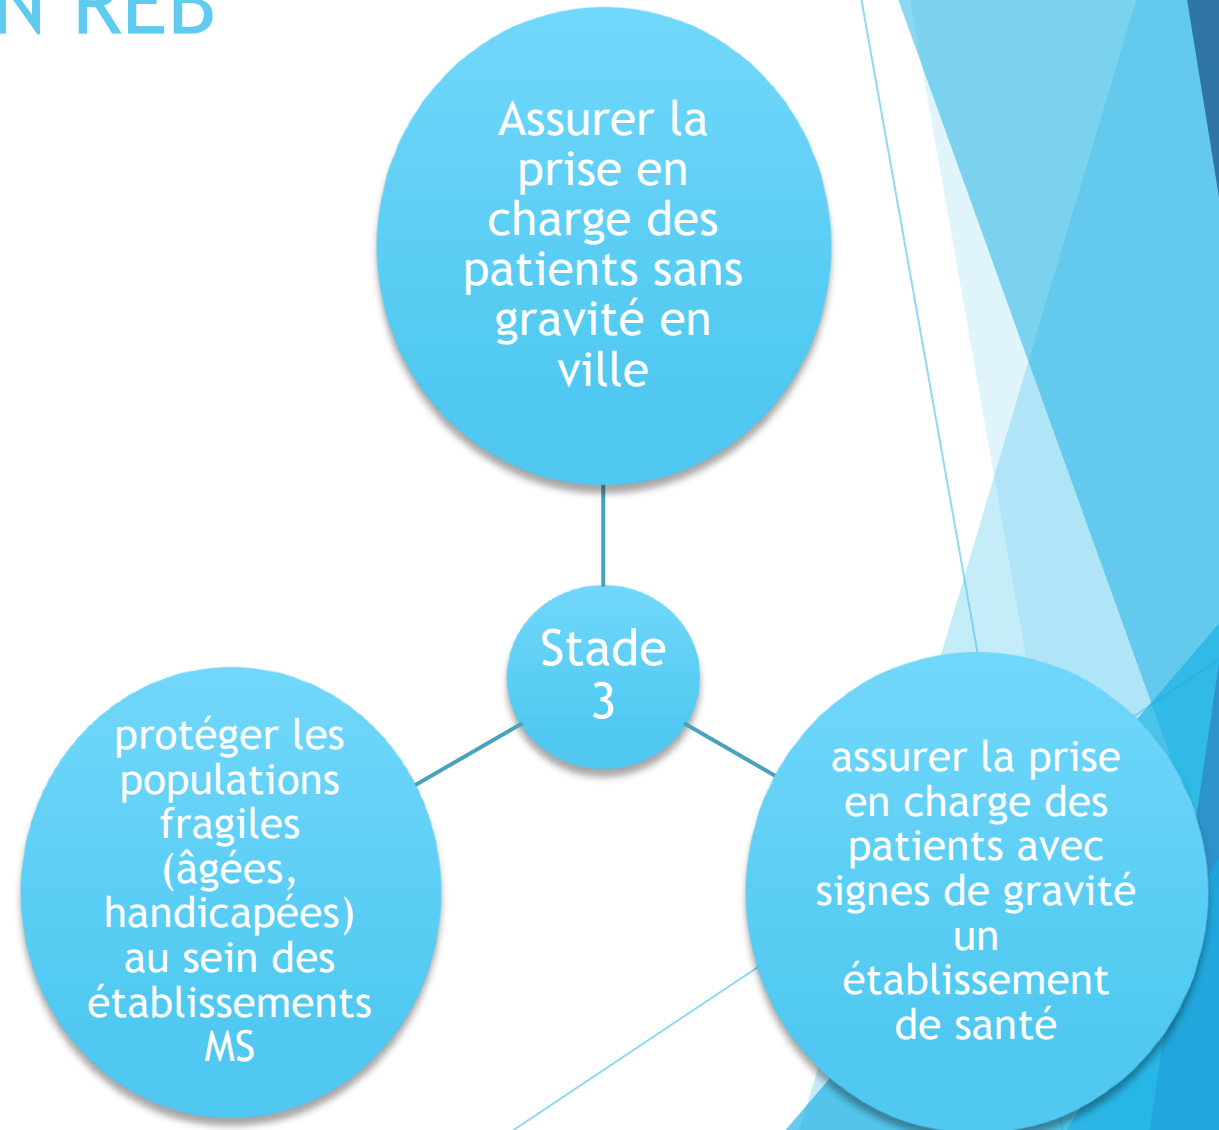 N REB
Assurer la
prise en
charge des
patients sans
gravité en
ville
Stade
3
protéger les
populations
fragiles
(âgées,
handicapées)
au sein des
établissements
MS
assurer la prise
en charge des
patients avec
signes de gravité
un
établissement
de santé